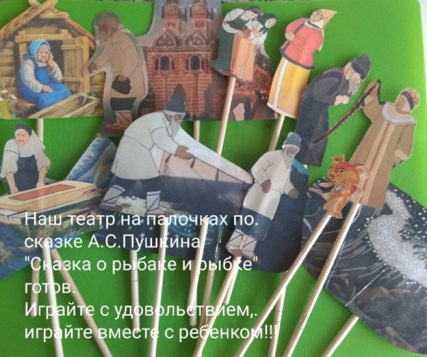 Наш театр на палочках по.
сказке А.С.Пушкина
"Сказка о рыбаке и рыбке"
готов.
Играйте с удовольствием,.
играйте вместе с ребенком!!!